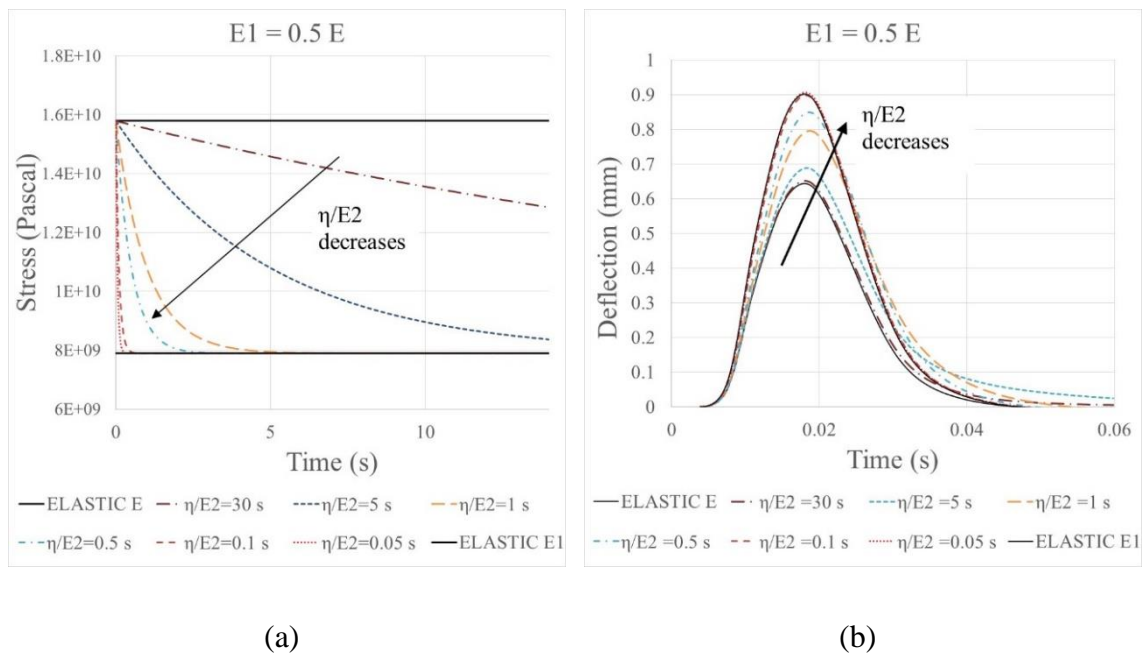 E1 = 0.5 E
Stress (Pascal)
1.8E+10
1.6E+10
1.4E+10
1.2E+10
1E+10
8E+09
6E+09
η/E2
decreases
0 5 10
Time (s)
ELASTIC E η/E2=30 s η/E2=5 s η/E2=1 s
η/E2=0.5 s η/E2=0.1 s η/E2=0.05 s ELASTIC E1
(a)
E1 = 0.5 E
Deflection (mm)
1
0.9
0.8
0.7
0.6
0.5
0.4
0.3
0.2
0.1
0
η/E2
decreases
0 0.02 0.04 0.06
Time (s)
ELASTIC E η/E2 =30 s η/E2 =5 s η/E2 =1 s
η/E2 =0.5 s η/E2 =0.1 s η/E2 =0.05 s ELASTIC E1
(b)